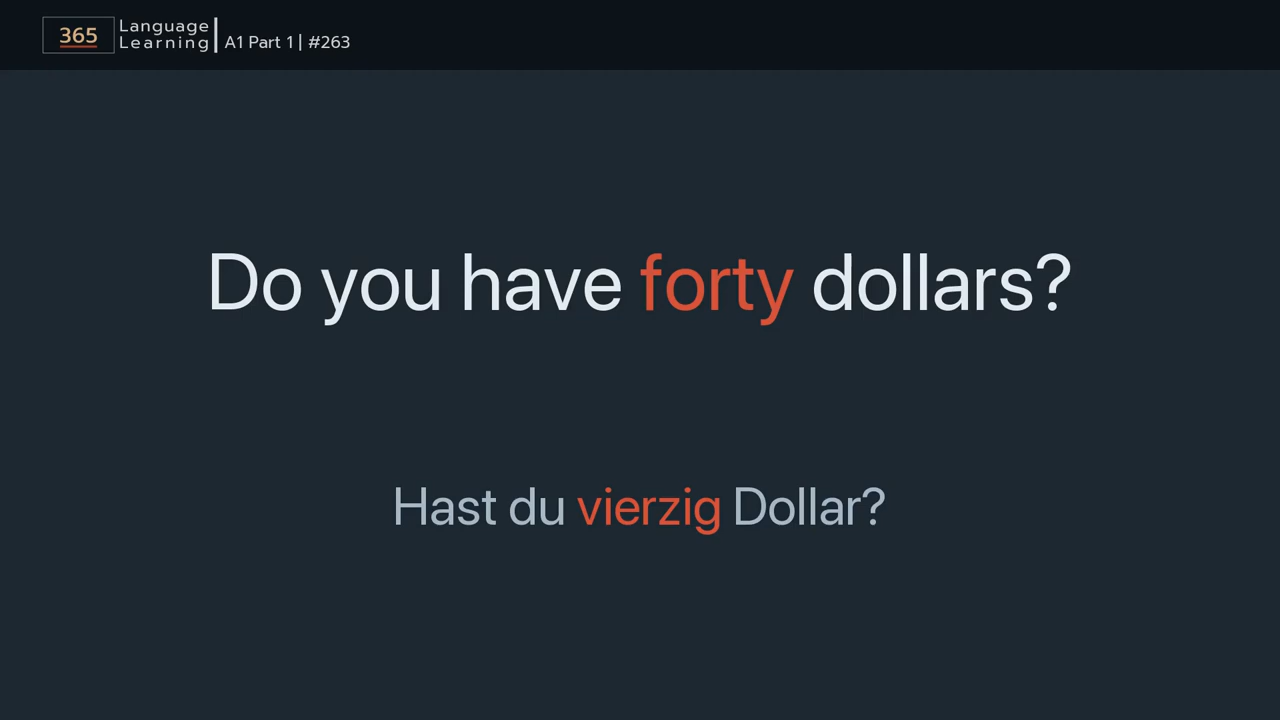 365
Language
Learning
A1 Part 1 | #263
Do you have forty dollars?
Hast du vierzig Dollar?